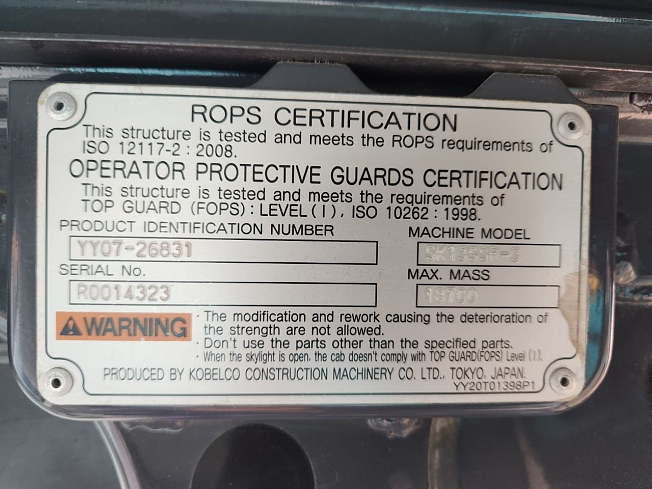 ROPS CERTIFICATION
This structure is tested and meets the ROPS requirements of
ISO 12117-2 : 2008.
OPERATOR PROTECTIVE GUARDS CERTIFICATION
This structure is tested and meets the requirements of
TOP GUARD (FOPS) : LEVEL(I), ISO 10262 : 1998.
PRODUCT IDENTIFICATION NUMBER
YY07-26831
MACHINE MODEL
SERIAL No.
R0014323
MAX. MASS
WARNING
· The modification and rework causing the deterioration of
the strength are not allowed.
· Don't use the parts other than the specified parts.
· When the skylight is open, the cab doesn't comply with TOP GUARD(FOPS) Level (I).
PRODUCED BY KOBELCO CONSTRUCTION MACHINERY CO. LTD., TOKYO, JAPAN.
YY20T01398P1